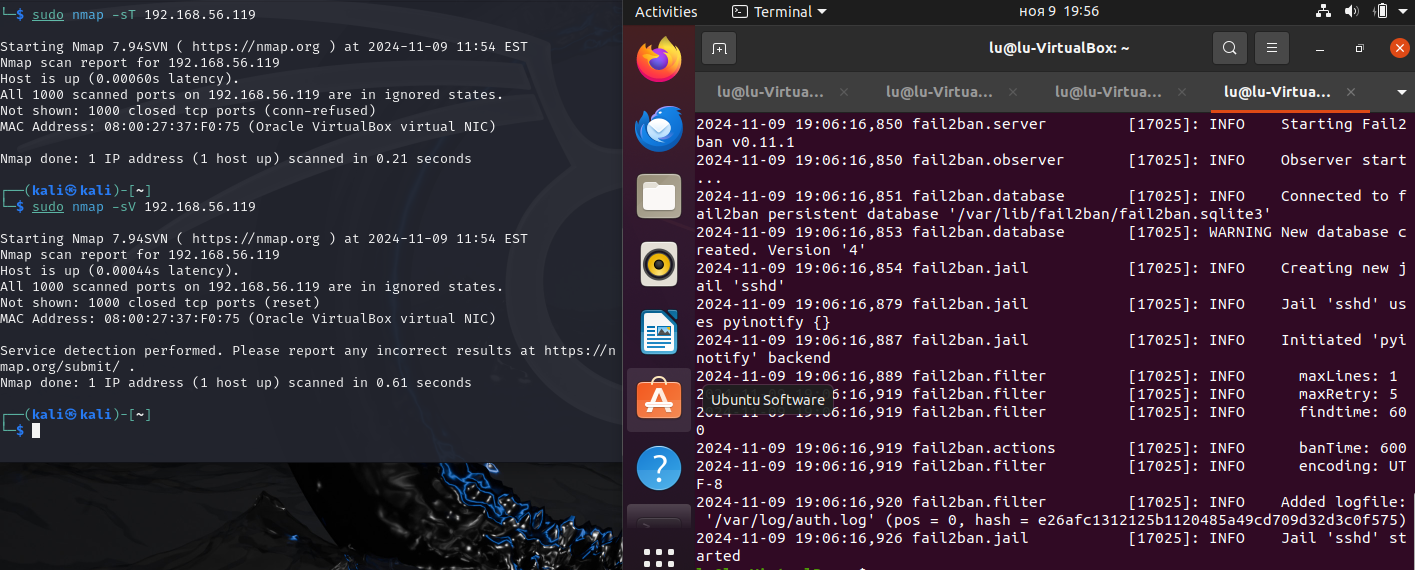 └─$ sudo nmap -sT 192.168.56.119
Starting Nmap 7.94SVN ( https://nmap.org ) at 2024-11-09 11:54 EST
Nmap scan report for 192.168.56.119
Host is up (0.00060s latency).
All 1000 scanned ports on 192.168.56.119 are in ignored states.
Not shown: 1000 closed tcp ports (conn-refused)
MAC Address: 08:00:27:37:F0:75 (Oracle VirtualBox virtual NIC)
Nmap done: 1 IP address (1 host up) scanned in 0.21 seconds
┌──(kali㉿kali)-[~]
└─$ sudo nmap -sV 192.168.56.119
Starting Nmap 7.94SVN ( https://nmap.org ) at 2024-11-09 11:54 EST
Nmap scan report for 192.168.56.119
Host is up (0.00044s latency).
All 1000 scanned ports on 192.168.56.119 are in ignored states.
Not shown: 1000 closed tcp ports (reset)
MAC Address: 08:00:27:37:F0:75 (Oracle VirtualBox virtual NIC)
Service detection performed. Please report any incorrect results at https://n
map.org/submit/ .
Nmap done: 1 IP address (1 host up) scanned in 0.61 seconds
┌──(kali㉿kali)-[~]
└─$
Activities Terminal ноя 9 19:56
lu@lu-VirtualBox: ~
lu@lu-Virtua... lu@lu-Virtua... lu@lu-Virtua... lu@lu-Virtua...
2024-11-09 19:06:16,850 fail2ban.server [17025]: INFO Starting Fail2
ban v0.11.1
2024-11-09 19:06:16,850 fail2ban.observer [17025]: INFO Observer start
...
2024-11-09 19:06:16,851 fail2ban.database [17025]: INFO Connected to f
ail2ban persistent database '/var/lib/fail2ban/fail2ban.sqlite3'
2024-11-09 19:06:16,853 fail2ban.database [17025]: WARNING New database c
reated. Version '4'
2024-11-09 19:06:16,854 fail2ban.jail [17025]: INFO Creating new j
ail 'sshd'
2024-11-09 19:06:16,879 fail2ban.jail [17025]: INFO Jail 'sshd' us
es pyinotify {}
2024-11-09 19:06:16,887 fail2ban.jail [17025]: INFO Initiated 'pyi
notify' backend
2024-11-09 19:06:16,889 fail2ban.filter [17025]: INFO maxLines: 1
6:16,919 fail2ban.filter [17025]: INFO maxRetry: 5
Ubuntu Software
6:16,919 fail2ban.filter [17025]: INFO findtime: 60
0
2024-11-09 19:06:16,919 fail2ban.actions [17025]: INFO banTime: 600
2024-11-09 19:06:16,919 fail2ban.filter [17025]: INFO encoding: UT
F-8
2024-11-09 19:06:16,920 fail2ban.filter [17025]: INFO Added logfile:
'/var/log/auth.log' (pos = 0, hash = e26afc1312125b1120485a49cd709d32d3c0f575)
2024-11-09 19:06:16,926 fail2ban.jail [17025]: INFO Jail 'sshd' st
arted